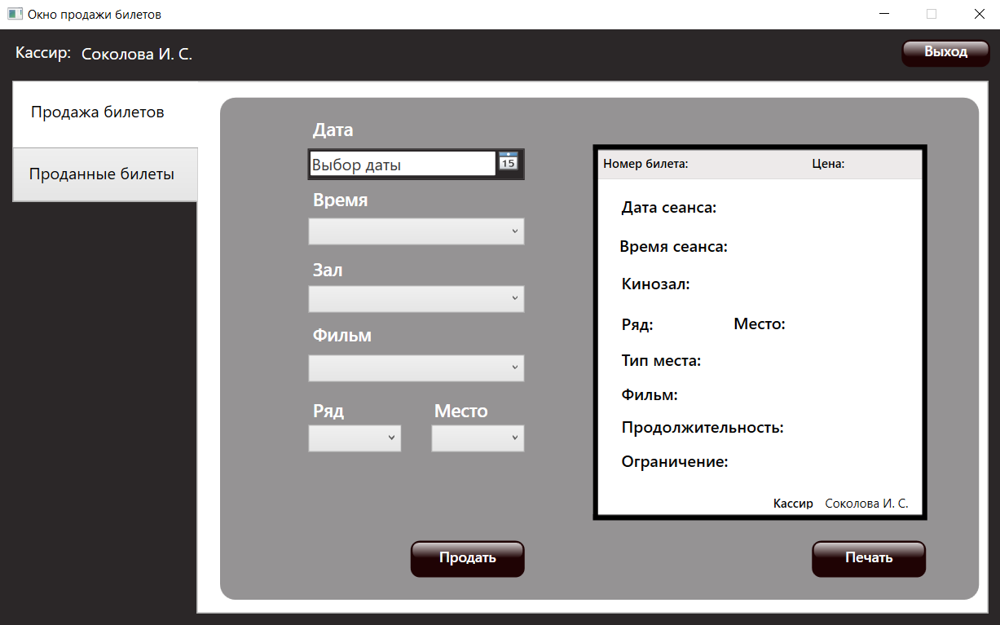 Окно продажи билетов
Кассир: Соколова И. С.
Выход
Продажа билетов
Проданные билеты
Дата
Выбор даты
15
Время
Зал
Фильм
Ряд Место
Продать
Номер билета: Цена:
Дата сеанса:
Время сеанса:
Кинозал:
Ряд: Место:
Тип места:
Фильм:
Продолжительность:
Ограничение:
Кассир Соколова И. С.
Печать